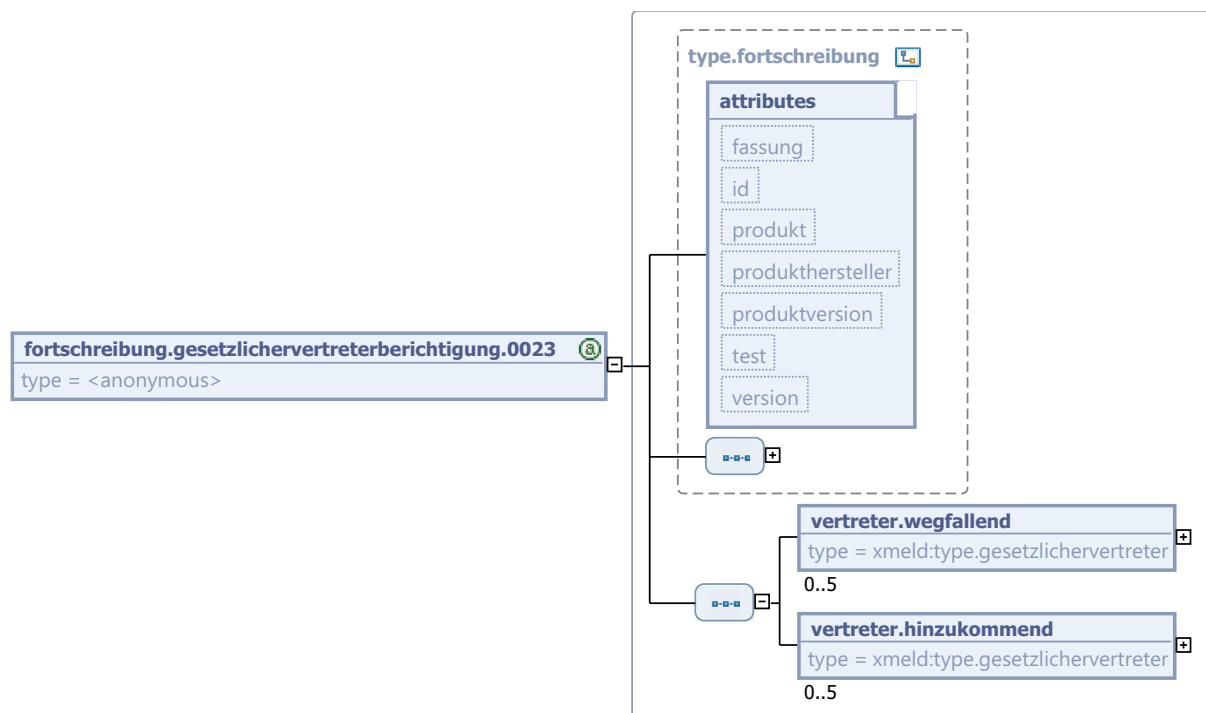 type.fortschreibung
attributes
fassung
id
produkt
produkthersteller
produktversion
test
version
fortschreibung.gesetzlichervertreterberichtigung.0023
type = <anonymous>
vertreter.wegfallend
type = xmeld:type.gesetzlichervertreter
0..5
vertreter.hinzukommend
type = xmeld:type.gesetzlichervertreter
0..5